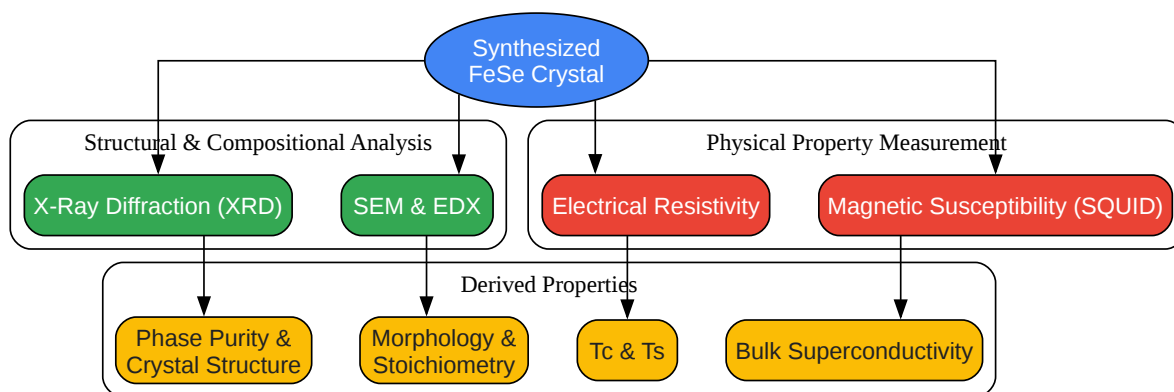 Synthesized
FeSe Crystal
Structural & Compositional Analysis
Physical Property Measurement
X-Ray Diffraction (XRD)
SEM & EDX
Electrical Resistivity
Magnetic Susceptibility (SQUID)
Derived Properties
Phase Purity &
Crystal Structure
Morphology &
Stoichiometry
Tc & Ts
Bulk Superconductivity